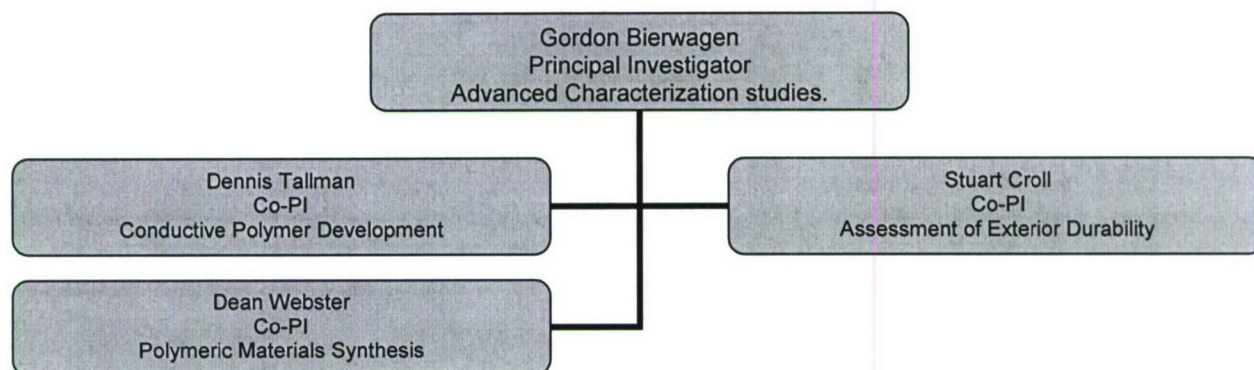 Gordon Bierwagen
Principal Investigator
Advanced Characterization studies.
Dennis Tallman
Co-PI
Conductive Polymer Development
Stuart Croll
Co-PI
Assessment of Exterior Durability
Dean Webster
Co-PI
Polymeric Materials Synthesis